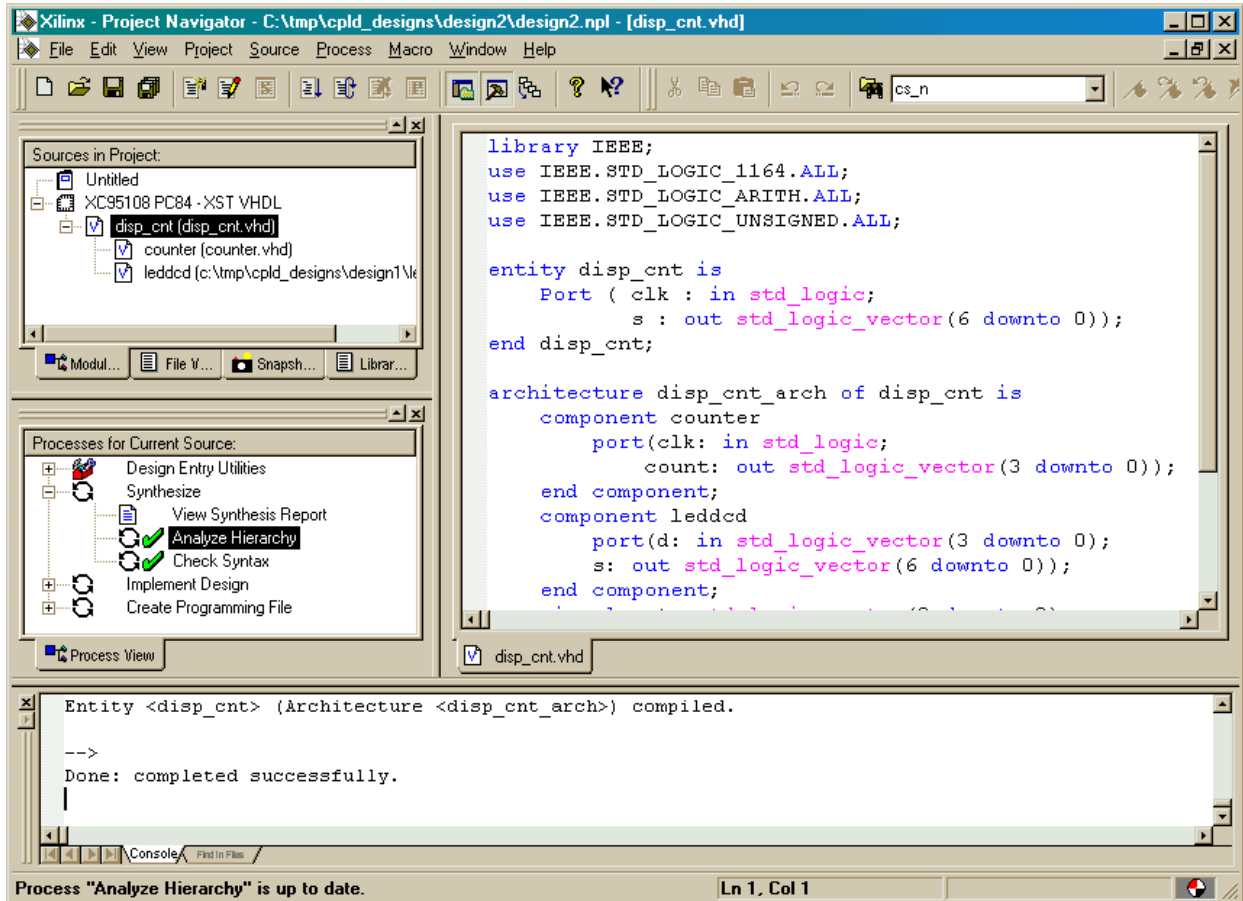 Xilinx - Project Navigator - C:\tmp\cpld_designs\design2\design2.npl - [disp_cnt.vhd]
File Edit View Project Source Process Macro Window Help
cs_n
Sources in Project:
Untitled
XC95108 PC84 - XST VHDL
disp_cnt (disp_cnt.vhd)
counter (counter.vhd)
leddcd (c:\tmp\cpld_designs\design1\le
Modul... File V... Snapsh... Librar...
Processes for Current Source:
Design Entry Utilities
Synthesize
View Synthesis Report
Analyze Hierarchy
Check Syntax
Implement Design
Create Programming File
Process View
library IEEE;
use IEEE.STD_LOGIC_1164.ALL;
use IEEE.STD_LOGIC_ARITH.ALL;
use IEEE.STD_LOGIC_UNSIGNED.ALL;
entity disp_cnt is
Port ( clk : in std_logic;
s : out std_logic_vector(6 downto 0));
end disp_cnt;
architecture disp_cnt_arch of disp_cnt is
component counter
port(clk: in std_logic;
count: out std_logic_vector(3 downto 0));
end component;
component leddcd
port(d: in std_logic_vector(3 downto 0);
s: out std_logic_vector(6 downto 0));
end component;
disp_cnt.vhd
Entity <disp_cnt> (Architecture <disp_cnt_arch>) compiled.
-->
Done: completed successfully.
Console Find in Files
Process "Analyze Hierarchy" is up to date.
Ln 1, Col 1